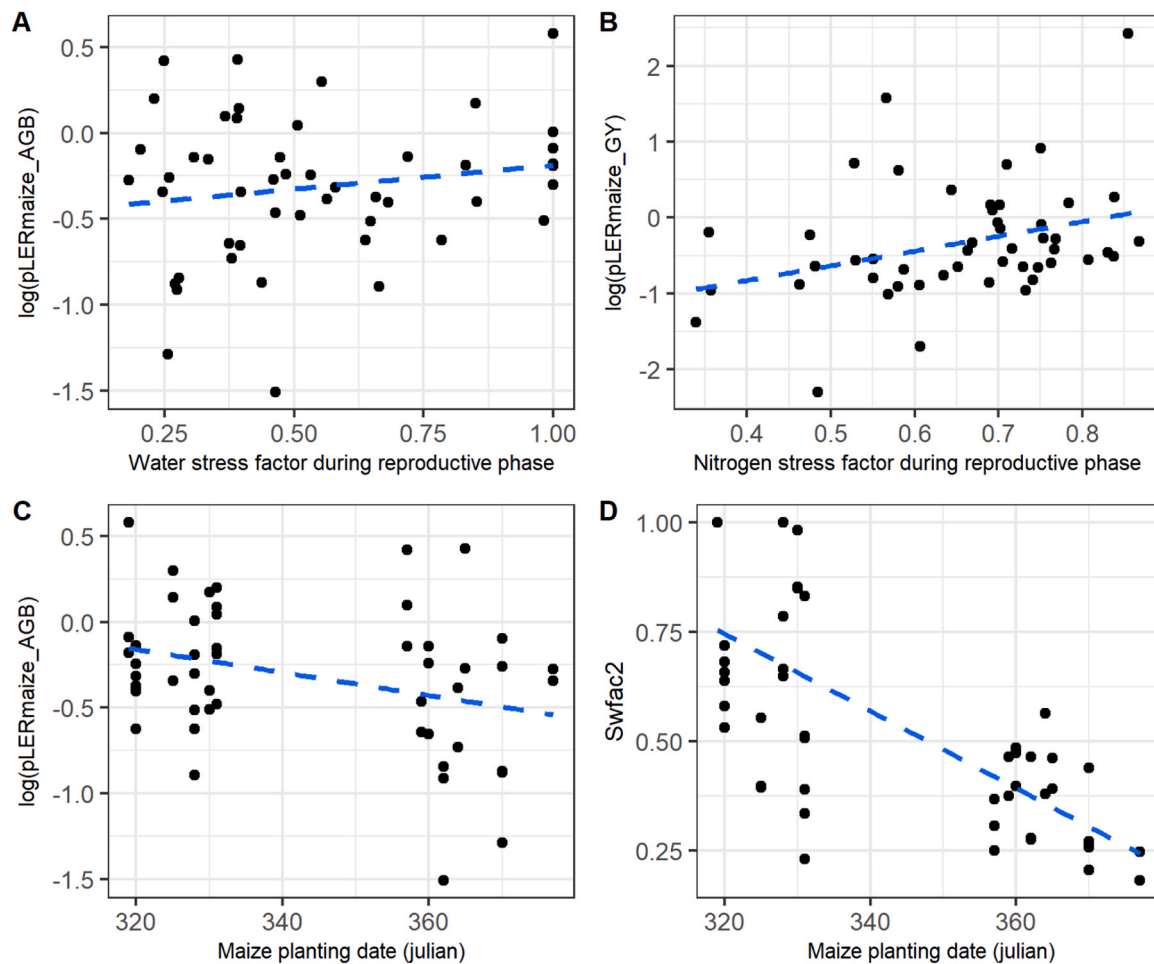 A
B
0.5
0.0
-0.5
-1.0
-1.5
log(pLERmaize_AGB)
0.25 0.50 0.75 1.00
Water stress factor during reproductive phase
2
1
0
-1
-2
log(pLERmaize_GY)
0.4 0.5 0.6 0.7 0.8
Nitrogen stress factor during reproductive phase
C
D
0.5
0.0
-0.5
-1.0
-1.5
log(pLERmaize_AGB)
320 340 360
Maize planting date (julian)
1.00
0.75
0.50
0.25
Swfac2
320 340 360
Maize planting date (julian)